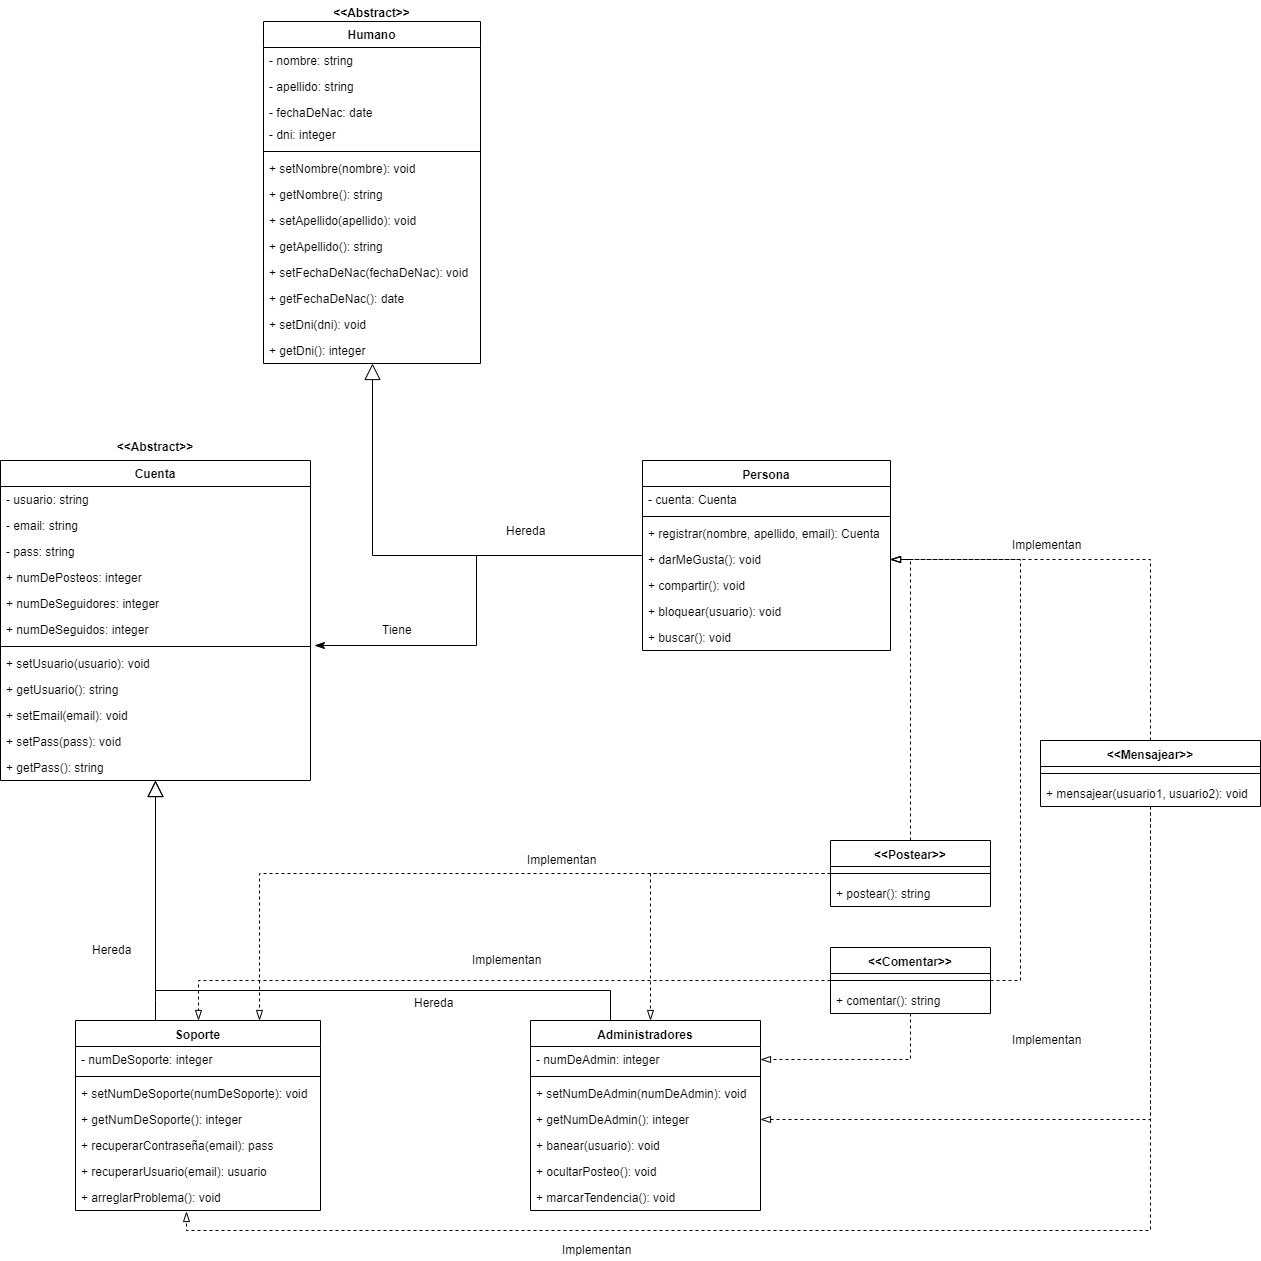 <<Abstract>>
Humano
- nombre: string
- apellido: string
- fechaDeNac: date
- dni: integer
+ setNombre(nombre): void
+ getNombre(): string
+ setApellido(apellido): void
+ getApellido(): string
+ setFechaDeNac(fechaDeNac): void
+ getFechaDeNac(): date
+ setDni(dni): void
+ getDni(): integer
<<Abstract>>
Cuenta
- usuario: string
- email: string
- pass: string
+ numDePosteos: integer
+ numDeSeguidores: integer
+ numDeSeguidos: integer
+ setUsuario(usuario): void
+ getUsuario(): string
+ setEmail(email): void
+ setPass(pass): void
+ getPass(): string
Hereda
Tiene
Persona
- cuenta: Cuenta
+ registrar(nombre, apellido, email): Cuenta
+ darMeGusta(): void
+ compartir(): void
+ bloquear(usuario): void
+ buscar(): void
Implementan
<<Mensajear>>
+ mensajear(usuario1, usuario2): void
Implementan
<<Postear>>
+ postear(): string
Hereda
Implementan
<<Comentar>>
+ comentar(): string
Hereda
Implementan
Soporte
- numDeSoporte: integer
+ setNumDeSoporte(numDeSoporte): void
+ getNumDeSoporte(): integer
+ recuperarContraseña(email): pass
+ recuperarUsuario(email): usuario
+ arreglarProblema(): void
Administradores
- numDeAdmin: integer
+ setNumDeAdmin(numDeAdmin): void
+ getNumDeAdmin(): integer
+ banear(usuario): void
+ ocultarPosteo(): void
+ marcarTendencia(): void
Implementan